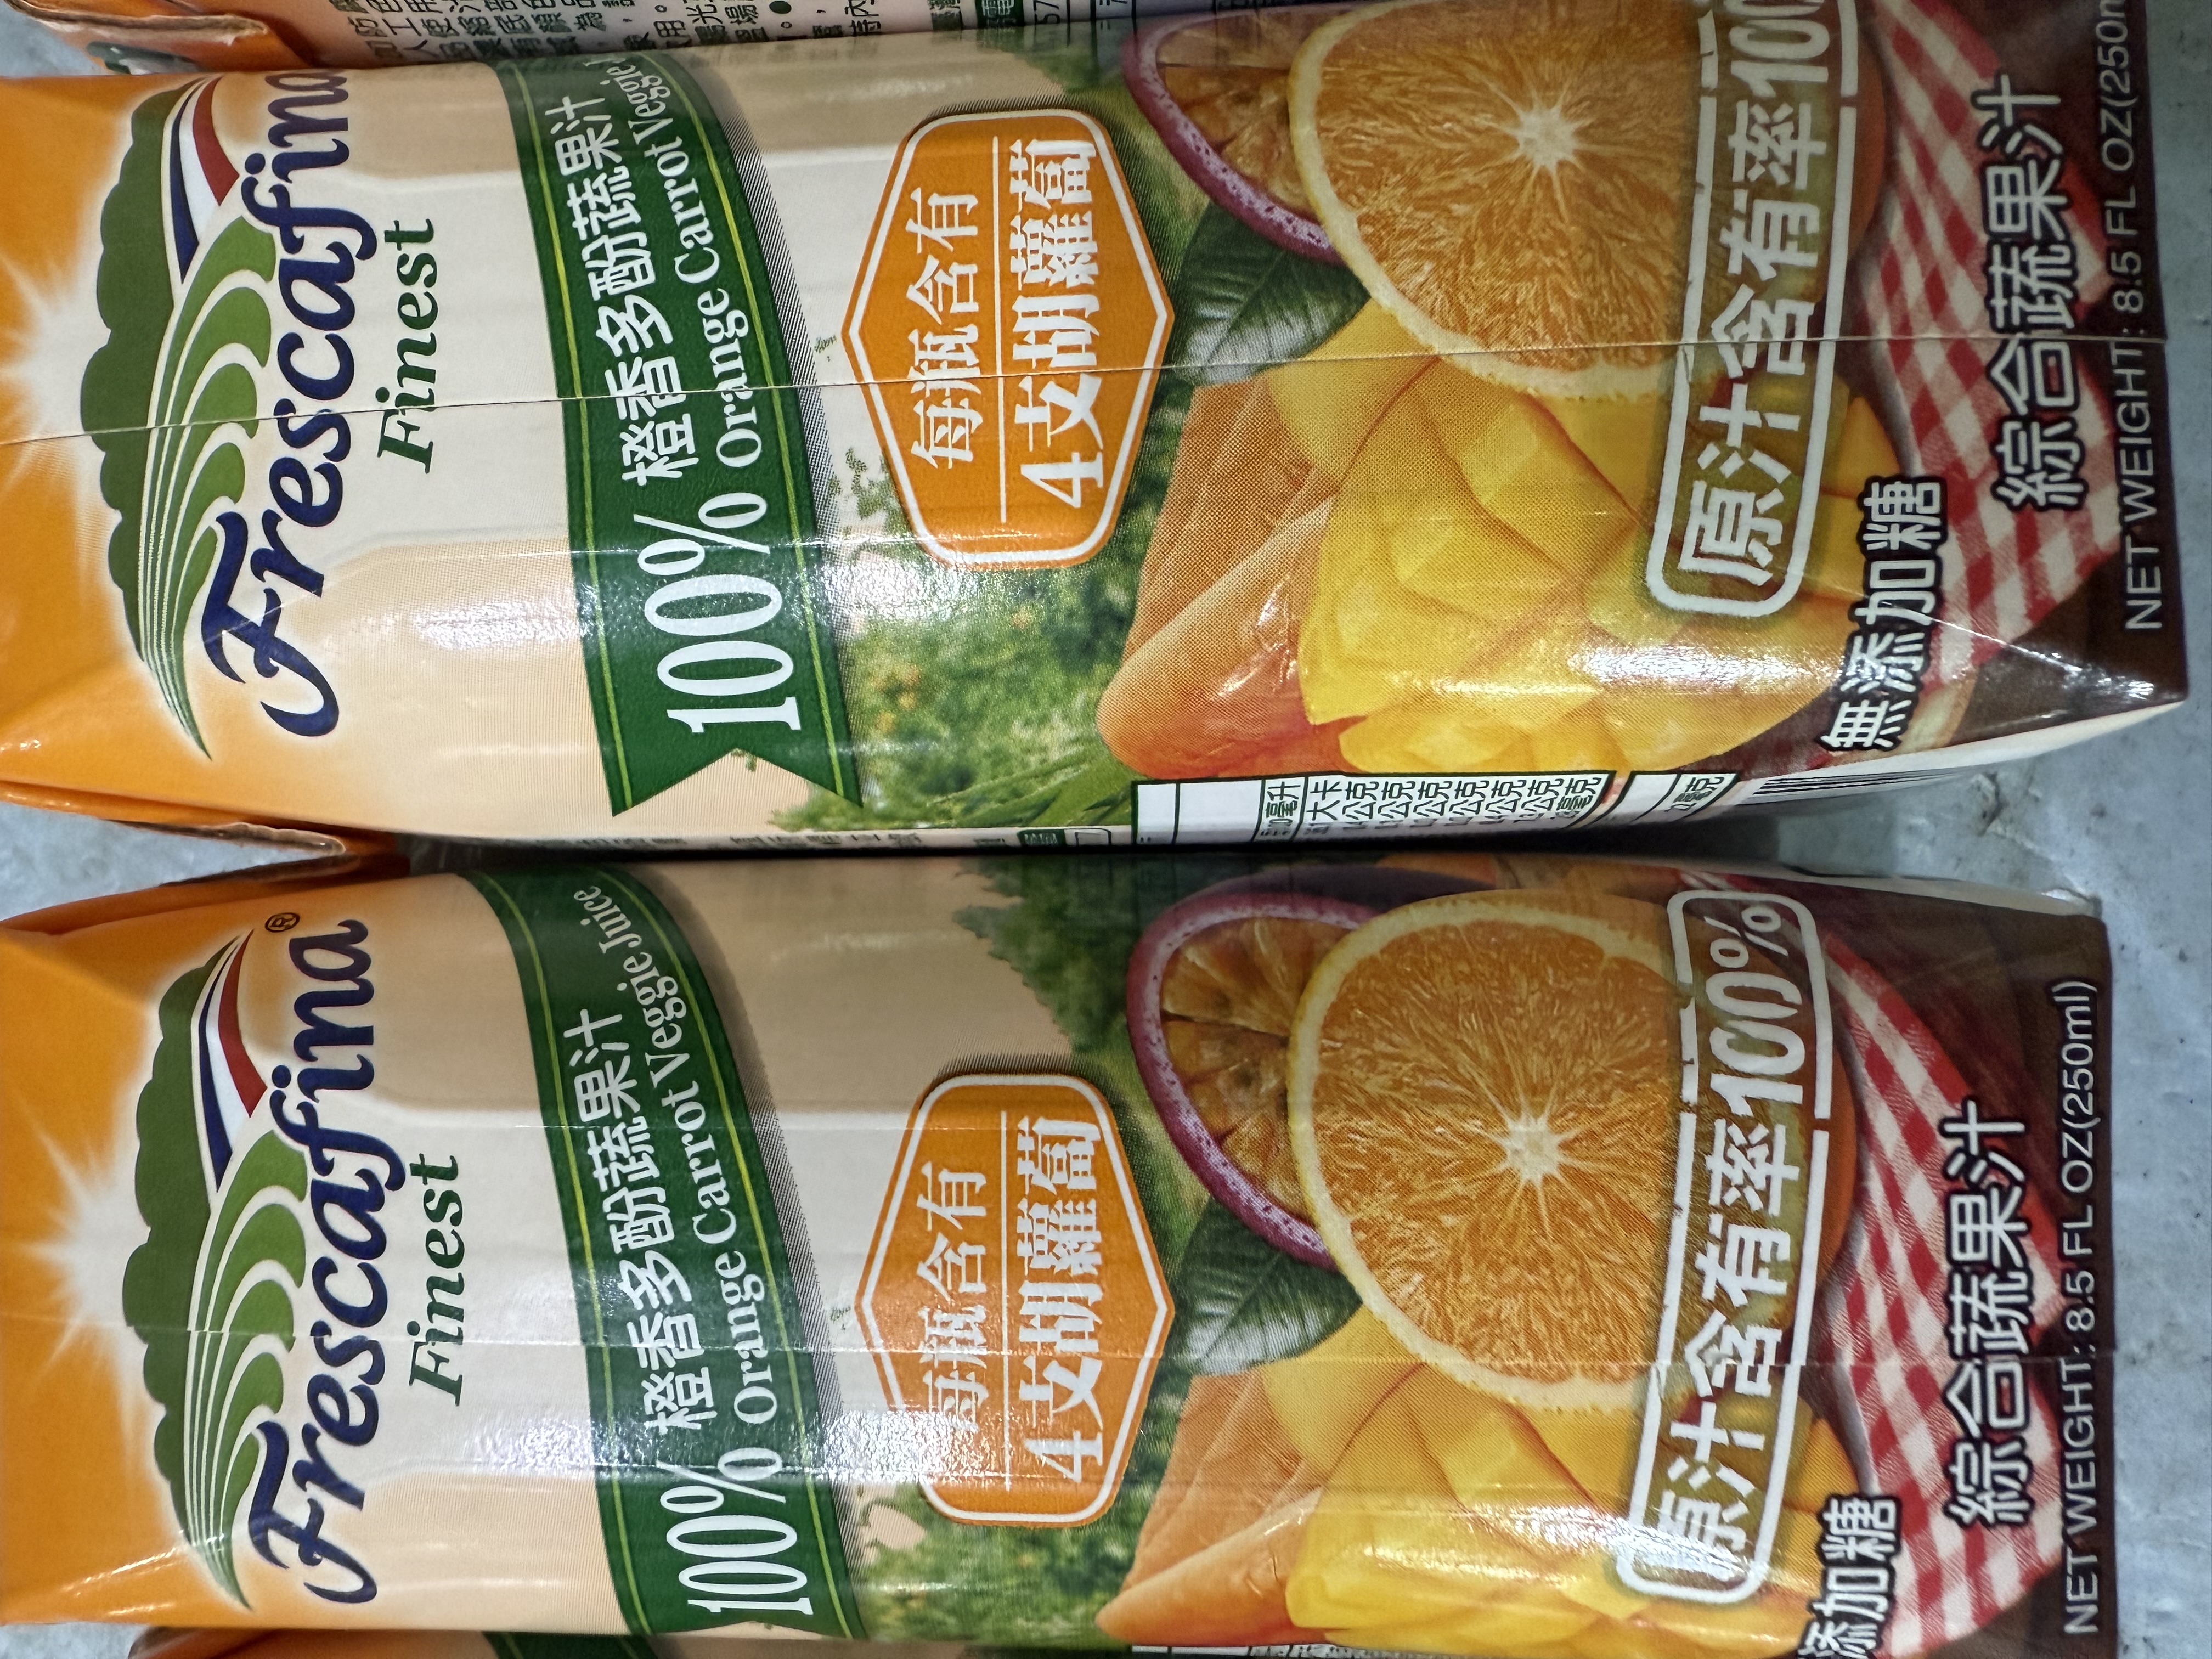 Frescafina
Finest
橙香多酚蔬果汁
100% Orange Carrot Veggie
每瓶含有
4支胡蘿蔔
原汁含有率100
無添加糖
綜合蔬果汁
NET WEIGHT: 8.5 FL OZ(250m
Frescafina®
Finest
橙香多酚蔬果汁
100% Orange Carrot Veggie Juice
每瓶含有
4支胡蘿蔔
原汁含有率100%
添加糖
綜合蔬果汁
NET WEIGHT: 8.5 FL OZ(250ml)